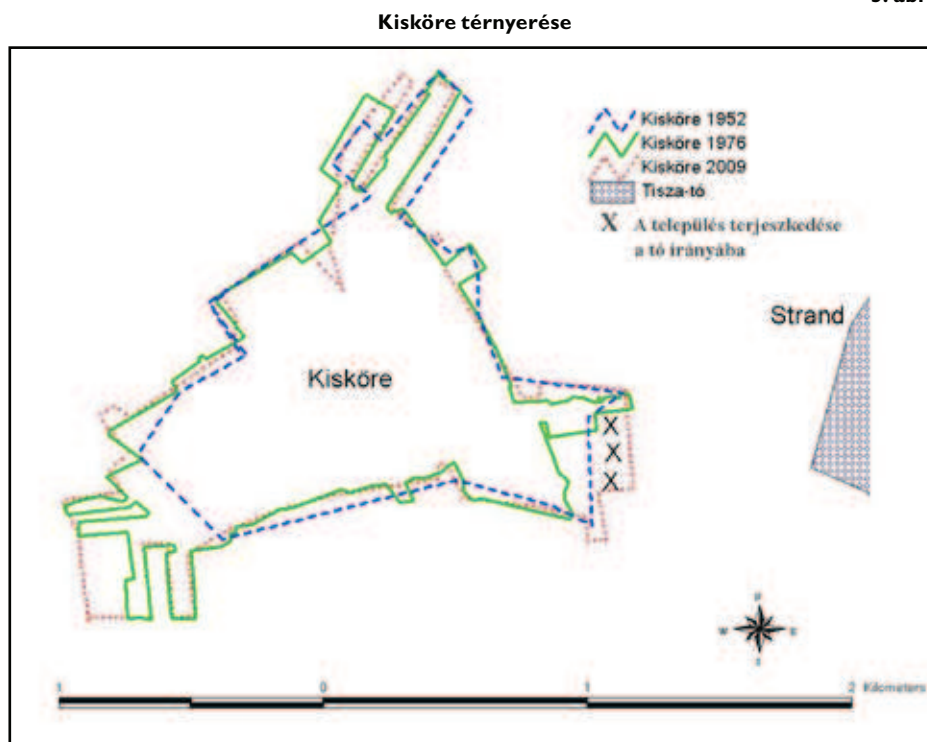 Kisköre térnyerése
Kisköre 1952
Kisköre 1976
Kisköre 2009
Tisza-tó
X A település terjeszkedése
a tó irányába
Strand
Kisköre
X
X
X
W E
1 0 1 2 Kilometers